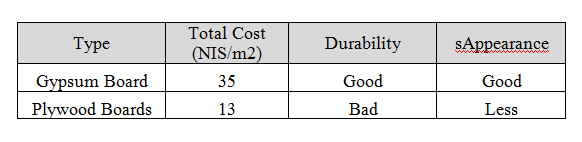 Type Total Cost (NIS/m2) Durability sAppearance
Gypsum Board 35 Good Good
Plywood Boards 13 Bad Less